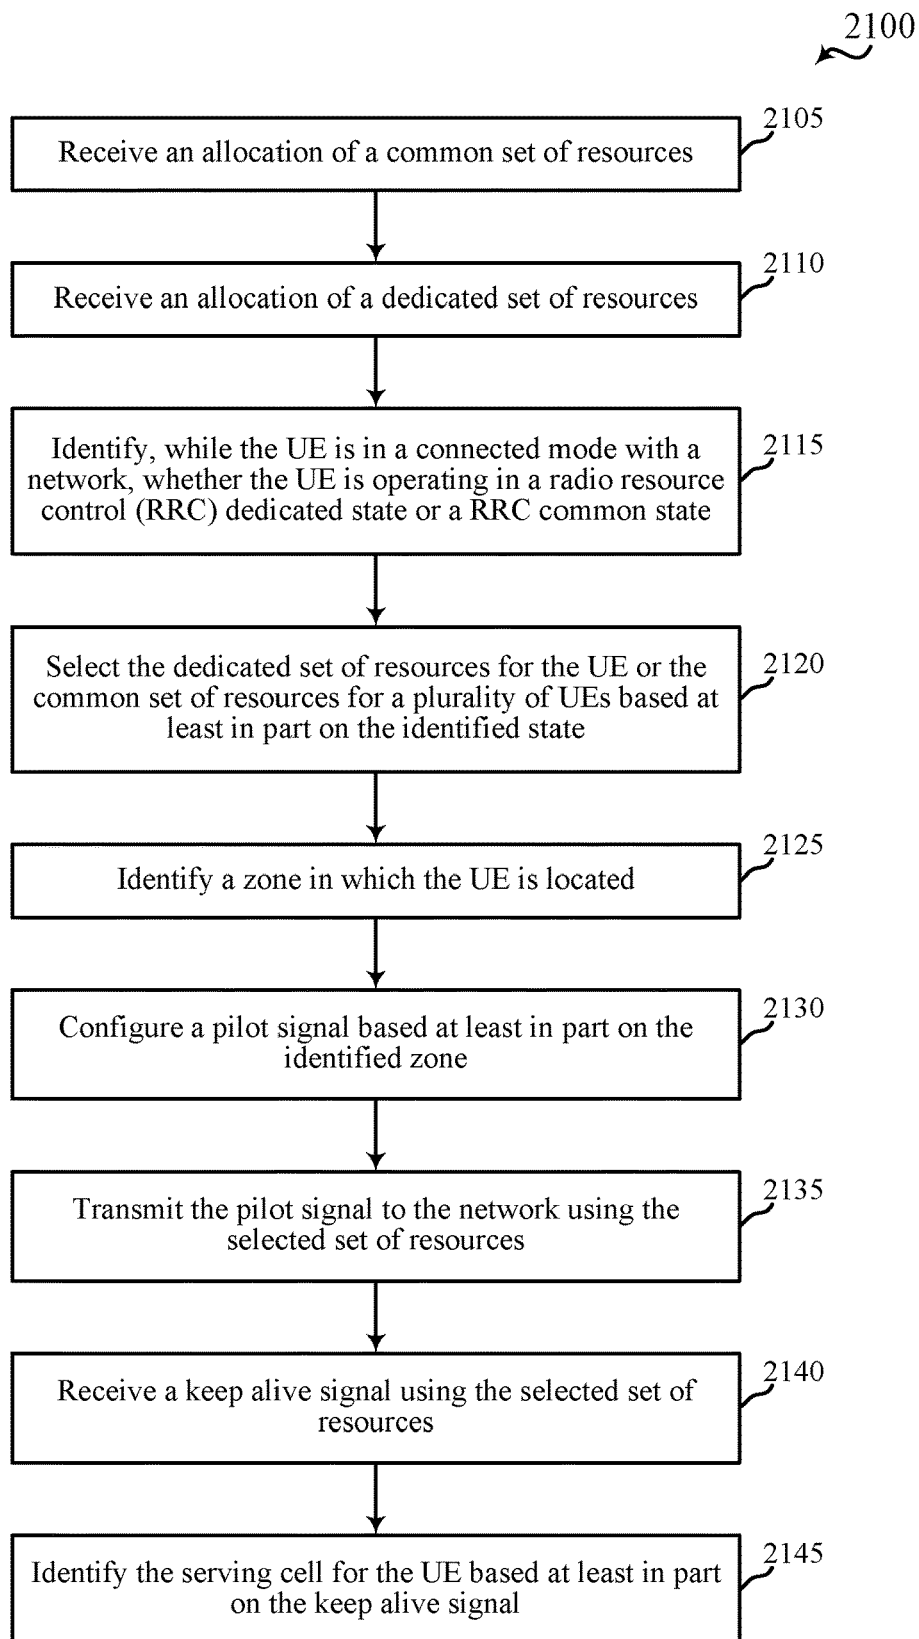 2100
2105
Receive an allocation of a common set of resources
2110
Receive an allocation of a dedicated set of resources
2115
Identify, while the UE is in a connected mode with a
network, whether the UE is operating in a radio resource
control (RRC) dedicated state or a RRC common state
2120
Select the dedicated set of resources for the UE or the
common set of resources for a plurality of UEs based at
least in part on the identified state
2125
Identify a zone in which the UE is located
2130
Configure a pilot signal based at least in part on the
identified zone
2135
Transmit the pilot signal to the network using the
selected set of resources
2140
Receive a keep alive signal using the selected set of
resources
2145
Identify the serving cell for the UE based at least in part
on the keep alive signal